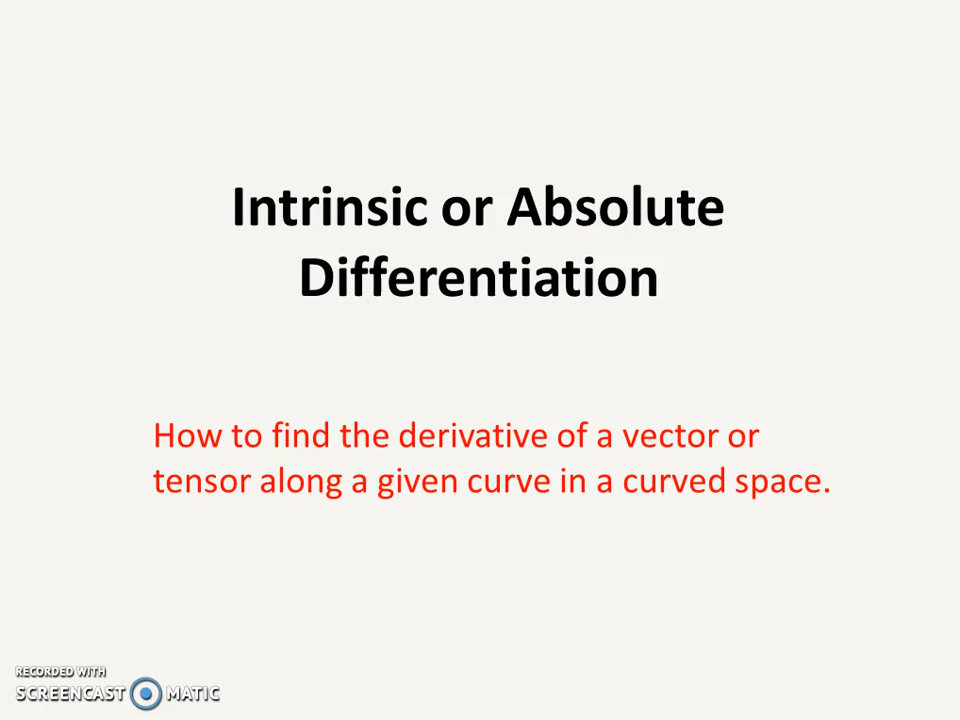 Intrinsic or Absolute
Differentiation
How to find the derivative of a vector or
tensor along a given curve in a curved space.
RECORDED WITH
SCREENCAST MATIC